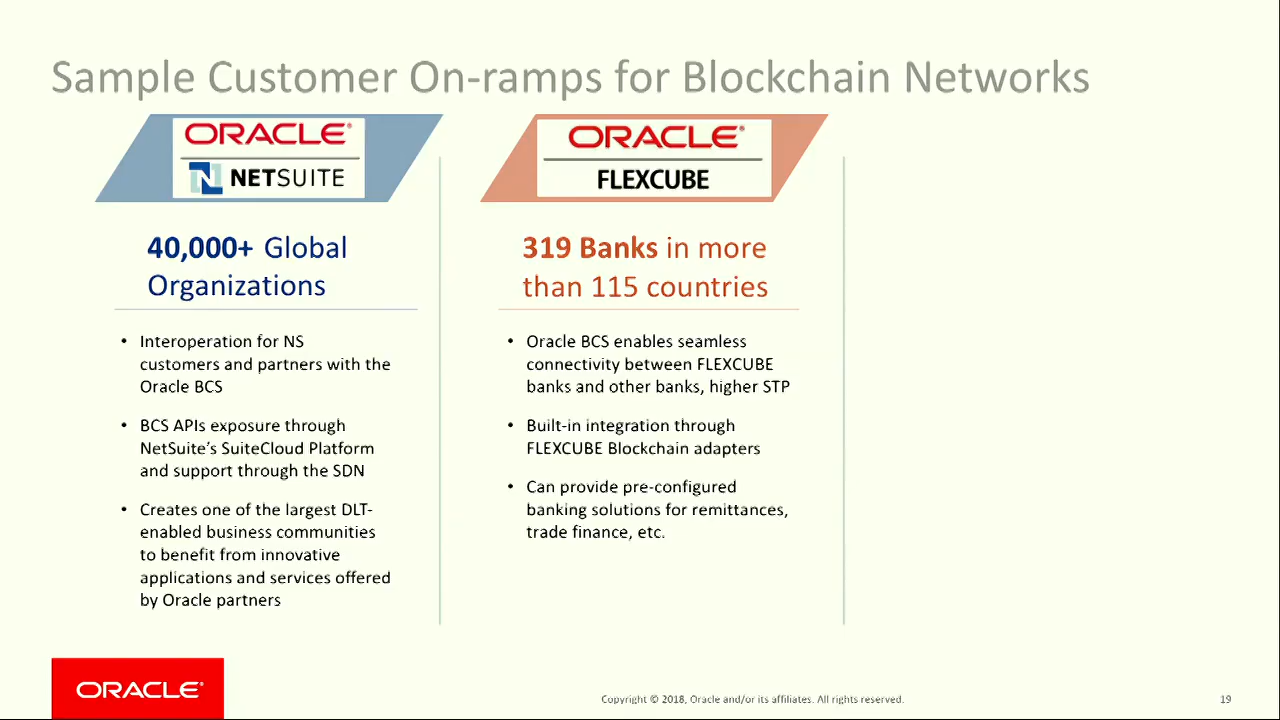 Sample Customer On-ramps for Blockchain Networks
ORACLE®
NETSUITE
40,000+ Global
Organizations
• Interoperation for NS
customers and partners with the
Oracle BCS
• BCS APIs exposure through
NetSuite's SuiteCloud Platform
and support through the SDN
• Creates one of the largest DLT-
enabled business communities
to benefit from innovative
applications and services offered
by Oracle partners
ORACLE®
FLEXCUBE
319 Banks in more
than 115 countries
• Oracle BCS enables seamless
connectivity between FLEXCUBE
banks and other banks, higher STP
• Built-in integration through
FLEXCUBE Blockchain adapters
• Can provide pre-configured
banking solutions for remittances,
trade finance, etc.
ORACLE®
Copyright © 2018, Oracle and/or its affiliates. All rights reserved.
19